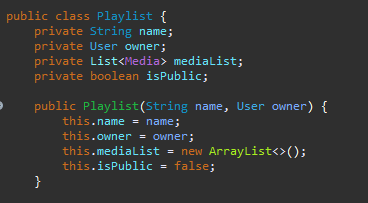 public class Playlist {
    private String name;
    private User owner;
    private List<Media> mediaList;
    private boolean isPublic;

    public Playlist(String name, User owner) {
        this.name = name;
        this.owner = owner;
        this.mediaList = new ArrayList<>();
        this.isPublic = false;
    }